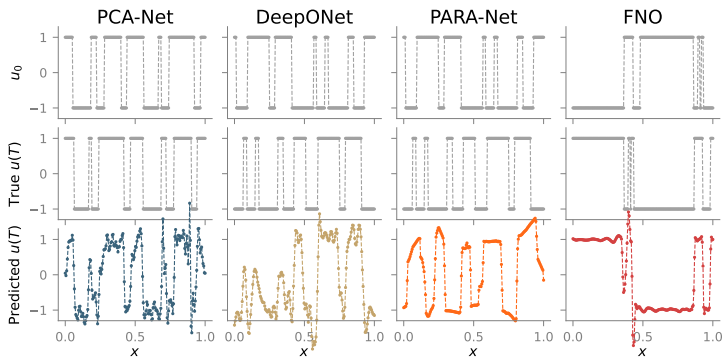 PCA-Net DeepONet PARA-Net FNO
u₀ 1 0 −1
True u(T) 1 0 −1
Predicted u(T) 1 0 −1
0.0 0.5 1.0 0.0 0.5 1.0 0.0 0.5 1.0 0.0 0.5 1.0
x x x x